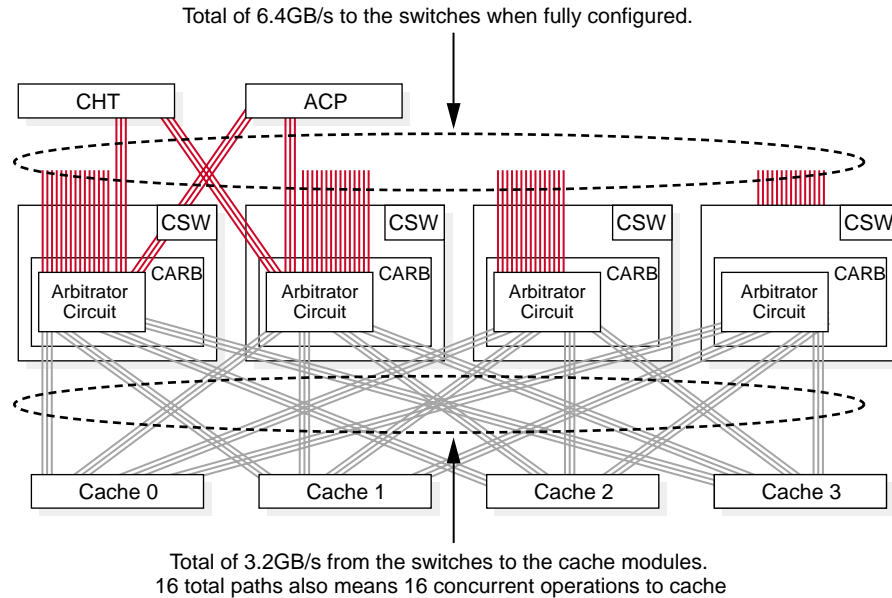 Total of 6.4GB/s to the switches when fully configured.
CHT
ACP
CSW
CSW
CSW
CSW
CARB
CARB
CARB
CARB
Arbitrator
Circuit
Arbitrator
Circuit
Arbitrator
Circuit
Arbitrator
Circuit
Cache 0
Cache 1
Cache 2
Cache 3
Total of 3.2GB/s from the switches to the cache modules.
16 total paths also means 16 concurrent operations to cache